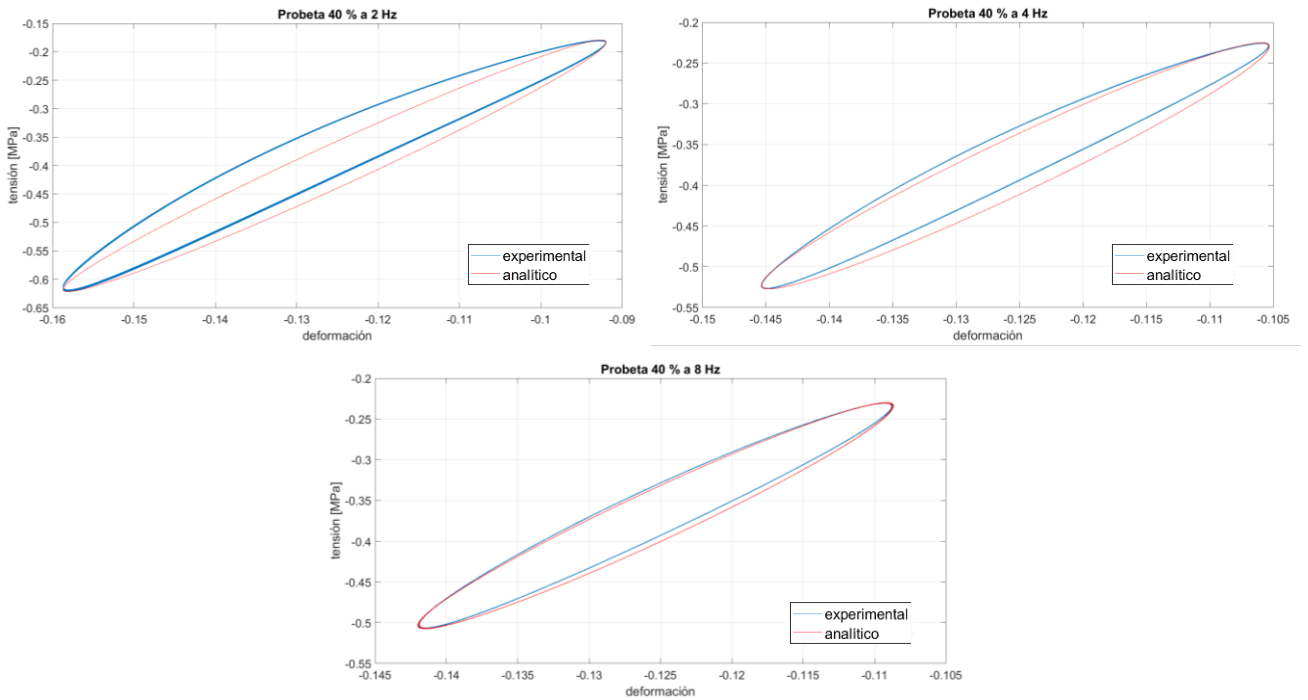 Probeta 40 % a 2 Hz
-0.15
-0.2
-0.25
-0.3
-0.35
-0.4
-0.45
-0.5
-0.55
-0.6
-0.65
tensión [MPa]
experimental
analítico
-0.16 -0.15 -0.14 -0.13 -0.12 -0.11 -0.1 -0.09
deformación
Probeta 40 % a 4 Hz
-0.2
-0.25
-0.3
-0.35
-0.4
-0.45
-0.5
-0.55
tensión [MPa]
experimental
analítico
-0.15 -0.145 -0.14 -0.135 -0.13 -0.125 -0.12 -0.115 -0.11 -0.105
deformación
Probeta 40 % a 8 Hz
-0.2
-0.25
-0.3
-0.35
-0.4
-0.45
-0.5
-0.55
tensión [MPa]
experimental
analítico
-0.145 -0.14 -0.135 -0.13 -0.125 -0.12 -0.115 -0.11 -0.105
deformación